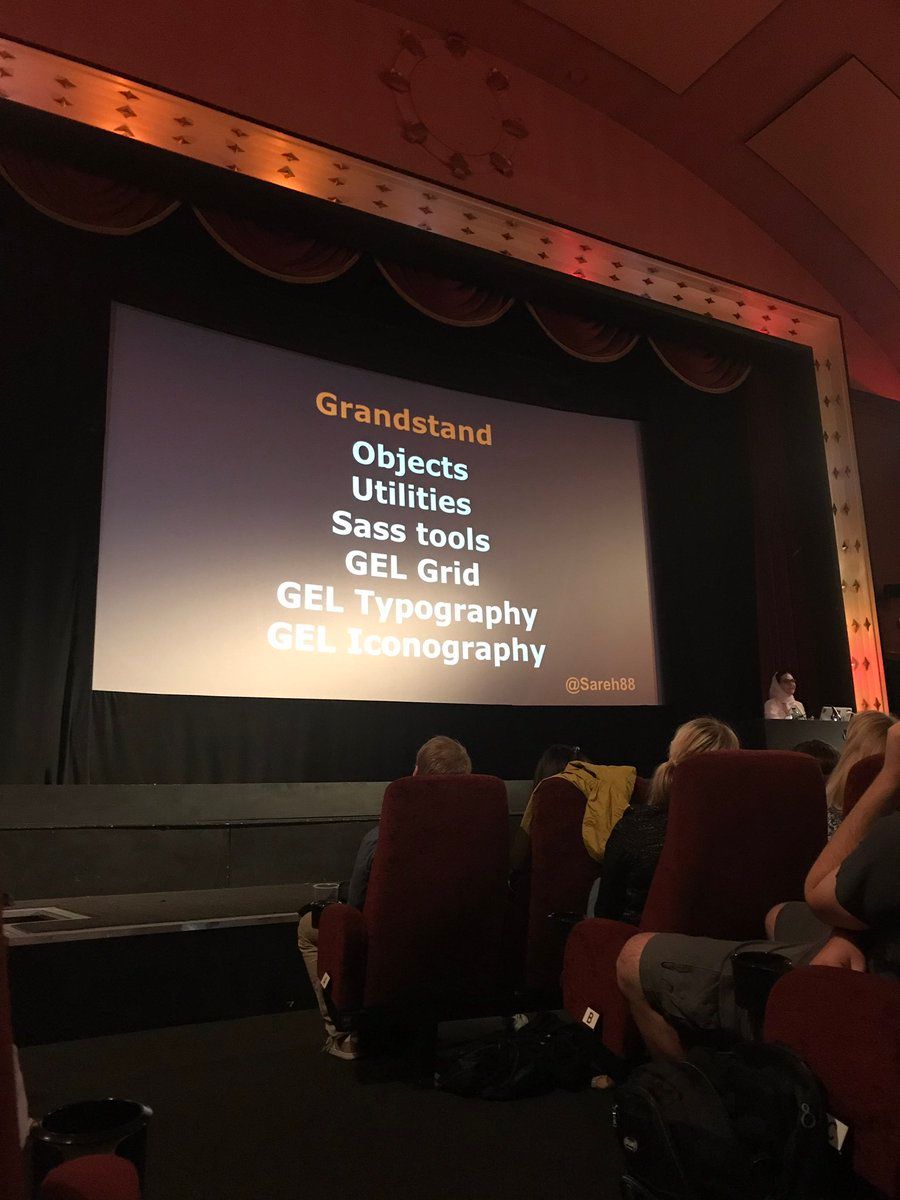 Grandstand
Objects
Utilities
Sass tools
GEL Grid
GEL Typography
GEL Iconography
@Sareh88
B